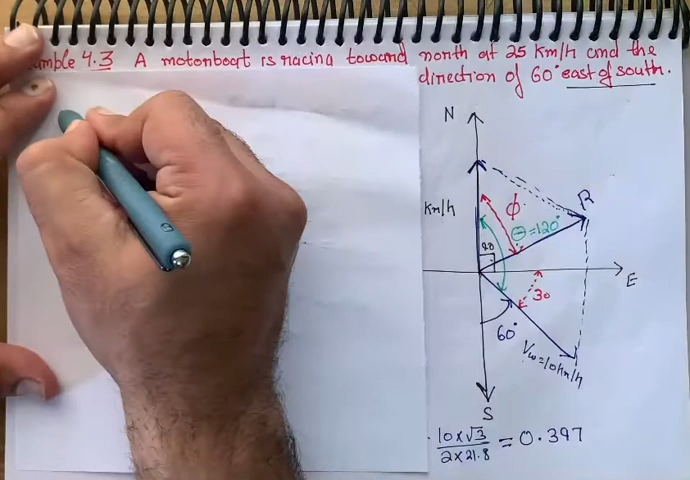 mple 4.3 A motorboat is racing toward north at 25 km/h and the
direction of 60° east of south.
N
R
Km/h
φ
θ=120°
90
E
30
60°
Vw=10km/h
S
10×√3 / 2×21.8 = 0.397